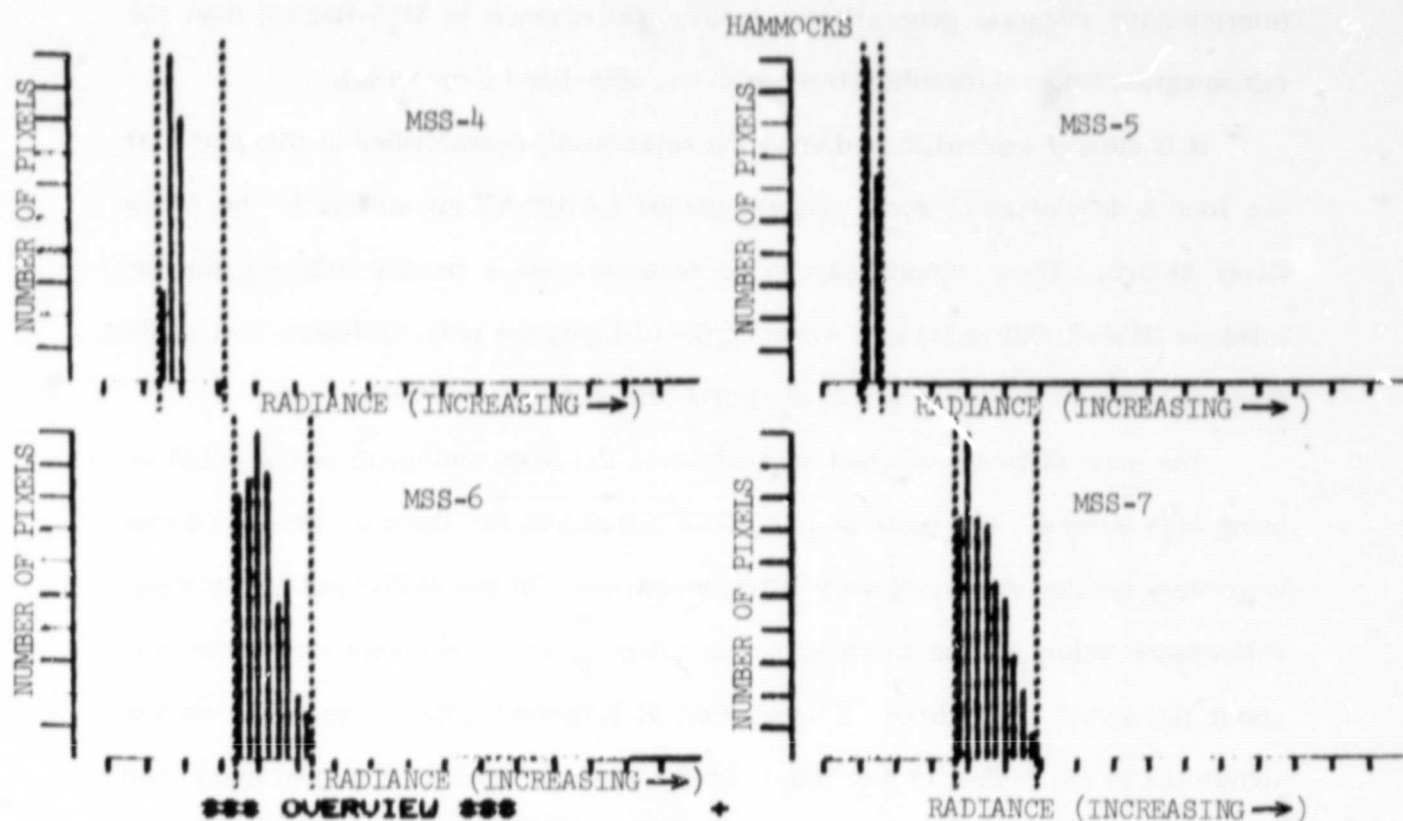 HAMMOCKS
NUMBER OF PIXELS
MSS-4
RADIANCE (INCREASING →)
NUMBER OF PIXELS
MSS-5
RADIANCE (INCREASING →)
NUMBER OF PIXELS
MSS-6
RADIANCE (INCREASING →)
NUMBER OF PIXELS
MSS-7
RADIANCE (INCREASING →)
*** OVERVIEW *** +